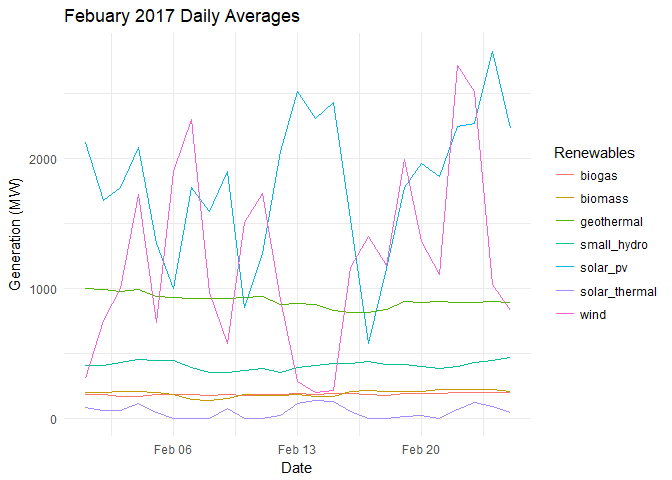 Febuary 2017 Daily Averages
Generation (MW)
2000
1000
0
Feb 06
Feb 13
Feb 20
Date
Renewables
biogas
biomass
geothermal
small_hydro
solar_pv
solar_thermal
wind